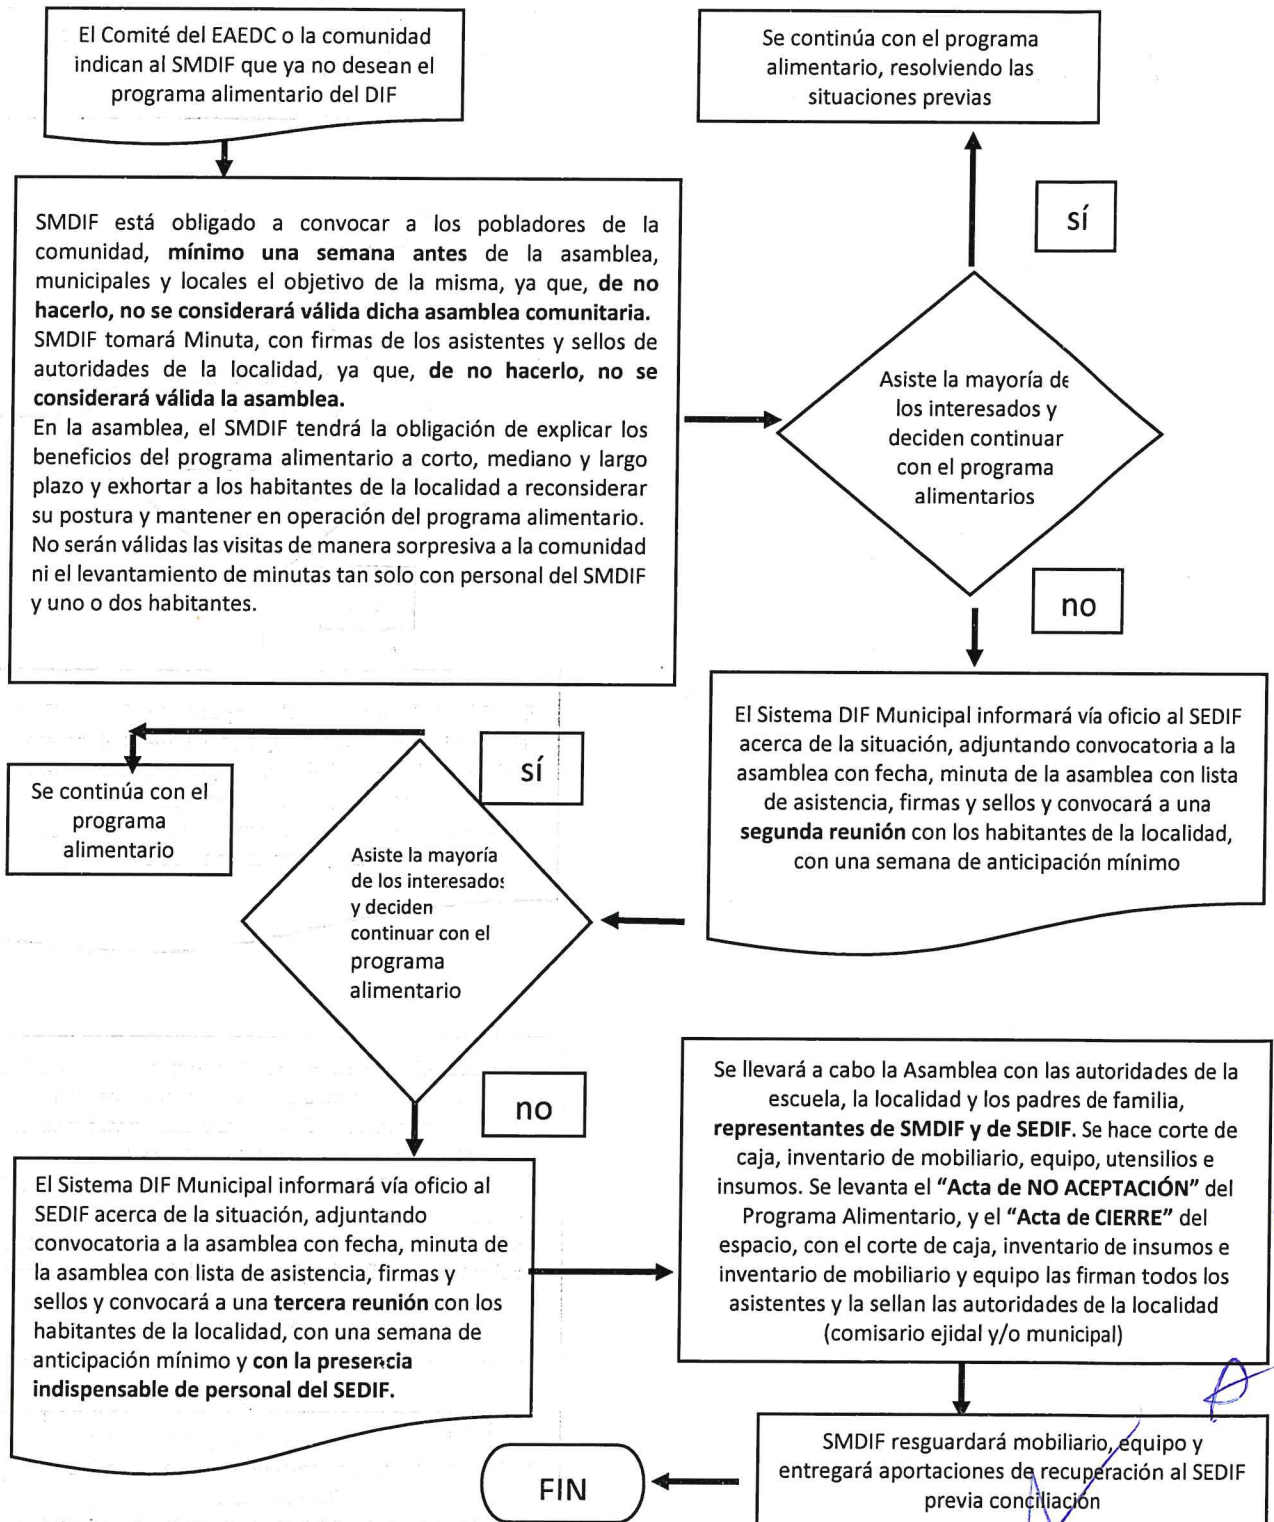 El Comité del EAEDC o la comunidad
indican al SMDIF que ya no desean el
programa alimentario del DIF
SMDIF está obligado a convocar a los pobladores de la
comunidad, mínimo una semana antes de la asamblea,
municipales y locales el objetivo de la misma, ya que, de no
hacerlo, no se considerará válida dicha asamblea comunitaria.
SMDIF tomará Minuta, con firmas de los asistentes y sellos de
autoridades de la localidad, ya que, de no hacerlo, no se
considerará válida la asamblea.
En la asamblea, el SMDIF tendrá la obligación de explicar los
beneficios del programa alimentario a corto, mediano y largo
plazo y exhortar a los habitantes de la localidad a reconsiderar
su postura y mantener en operación del programa alimentario.
No serán válidas las visitas de manera sorpresiva a la comunidad
ni el levantamiento de minutas tan solo con personal del SMDIF
y uno o dos habitantes.
Se continúa con el programa
alimentario, resolviendo las
situaciones previas
sí
Asiste la mayoría de
los interesados y
deciden continuar
con el programa
alimentarios
no
El Sistema DIF Municipal informará vía oficio al SEDIF
acerca de la situación, adjuntando convocatoria a la
asamblea con fecha, minuta de la asamblea con lista
de asistencia, firmas y sellos y convocará a una
segunda reunión con los habitantes de la localidad,
con una semana de anticipación mínimo
sí
Se continúa con el
programa
alimentario
Asiste la mayoría
de los interesados
y deciden
continuar con el
programa
alimentario
no
El Sistema DIF Municipal informará vía oficio al
SEDIF acerca de la situación, adjuntando
convocatoria a la asamblea con fecha, minuta de
la asamblea con lista de asistencia, firmas y
sellos y convocará a una tercera reunión con los
habitantes de la localidad, con una semana de
anticipación mínimo y con la presencia
indispensable de personal del SEDIF.
Se llevará a cabo la Asamblea con las autoridades de la
escuela, la localidad y los padres de familia,
representantes de SMDIF y de SEDIF. Se hace corte de
caja, inventario de mobiliario, equipo, utensilios e
insumos. Se levanta el “Acta de NO ACEPTACIÓN” del
Programa Alimentario, y el “Acta de CIERRE” del
espacio, con el corte de caja, inventario de insumos e
inventario de mobiliario y equipo las firman todos los
asistentes y la sellan las autoridades de la localidad
(comisario ejidal y/o municipal)
SMDIF resguardará mobiliario, equipo y
entregará aportaciones de recuperación al SEDIF
previa conciliación
FIN